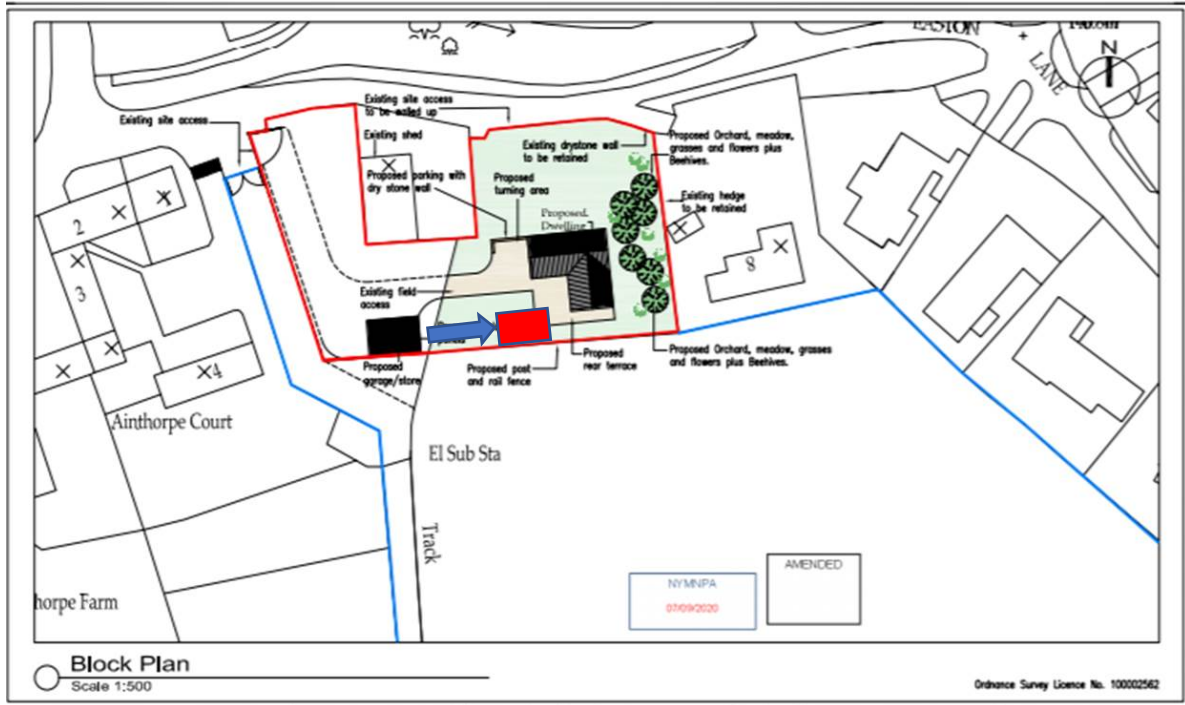 EASTON
LANE
N
Existing site access
to be walled up
Existing site access
Existing shed
Existing drystone wall
to be retained
Proposed Orchard, meadow,
grasses and flowers plus
Beehives.
Proposed parking with
dry stone wall
Proposed
turning area
Existing hedge
to be retained
Proposed
Dwelling
1
2
3
8
Existing field
access
Proposed
garage/store
Proposed post
and rail fence
Proposed
rear terrace
Proposed Orchard, meadow, grasses
and flowers plus Beehives.
4
Ainthorpe Court
El Sub Sta
Track
horpe Farm
NYMNPA
07/09/2020
AMENDED
Block Plan
Scale 1:500
Ordnance Survey Licence No. 100002562